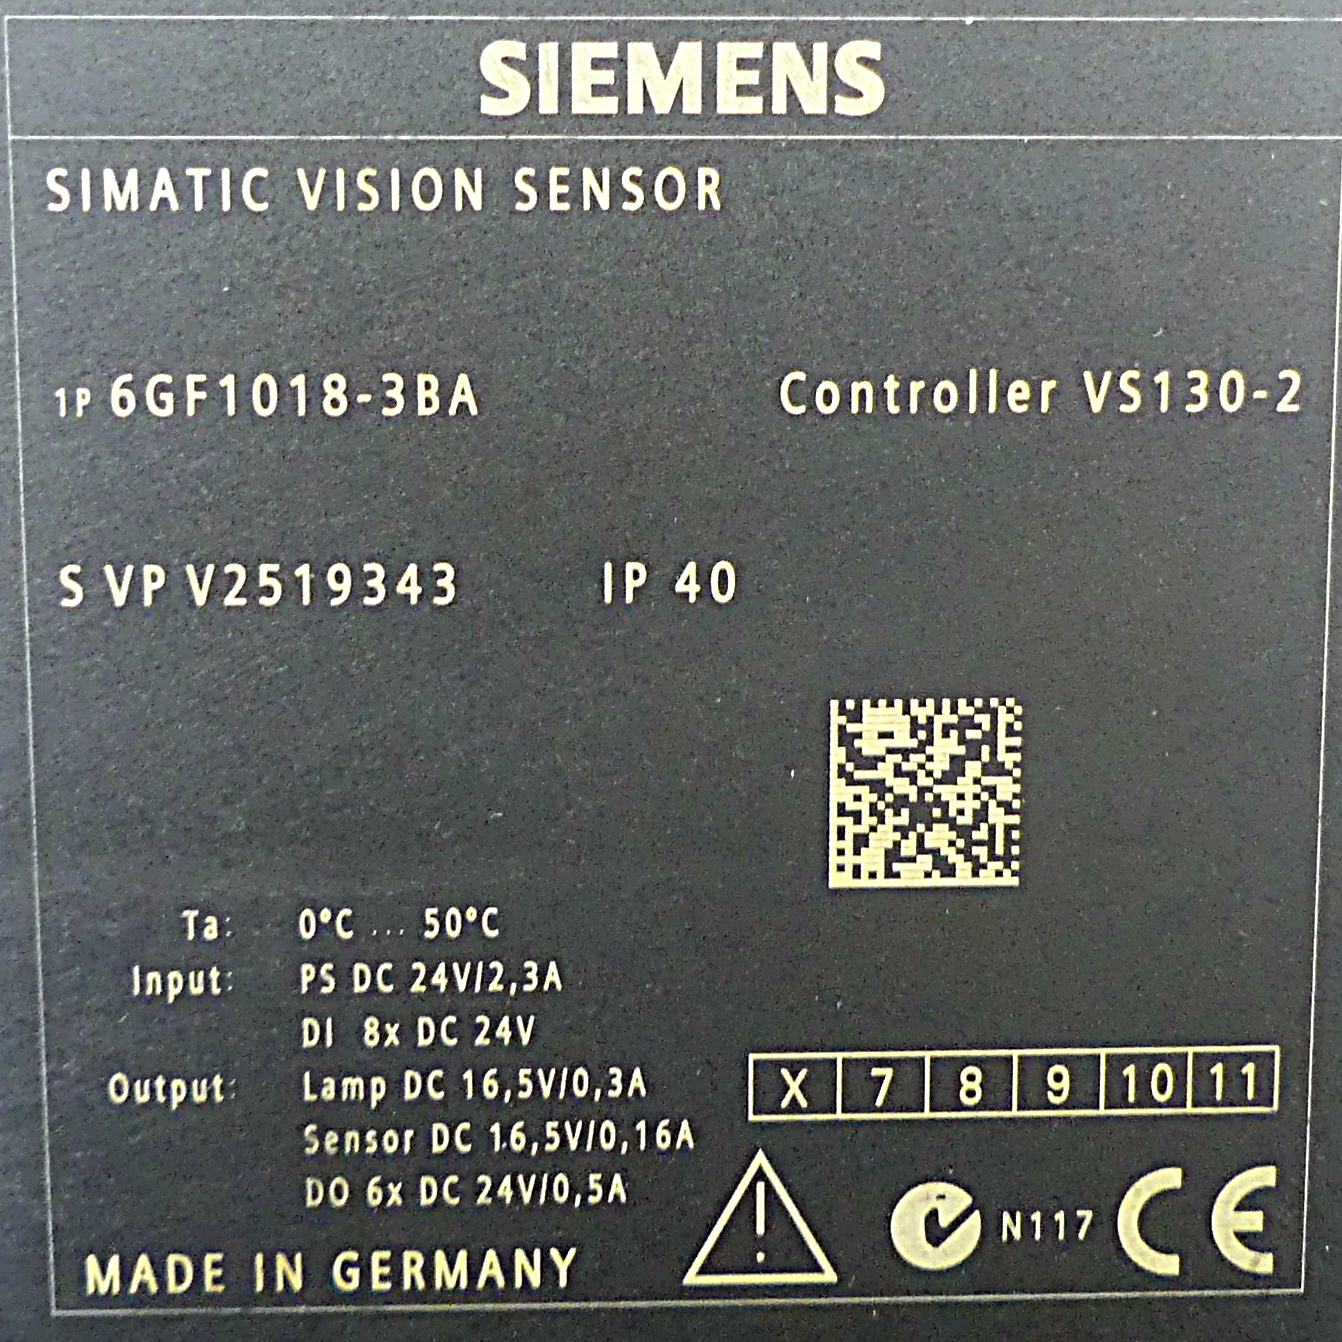 SIEMENS
SIMATIC VISION SENSOR
1P 6GF1018-3BA Controller VS130-2
S VP V2519343 IP 40
Ta: 0°C ... 50°C
Input: PS DC 24V/2,3A
DI 8x DC 24V
Output: Lamp DC 16,5V/0,3A
Sensor DC 16,5V/0,16A
DO 6x DC 24V/0,5A
X 7 8 9 10 11
N117 CE
MADE IN GERMANY